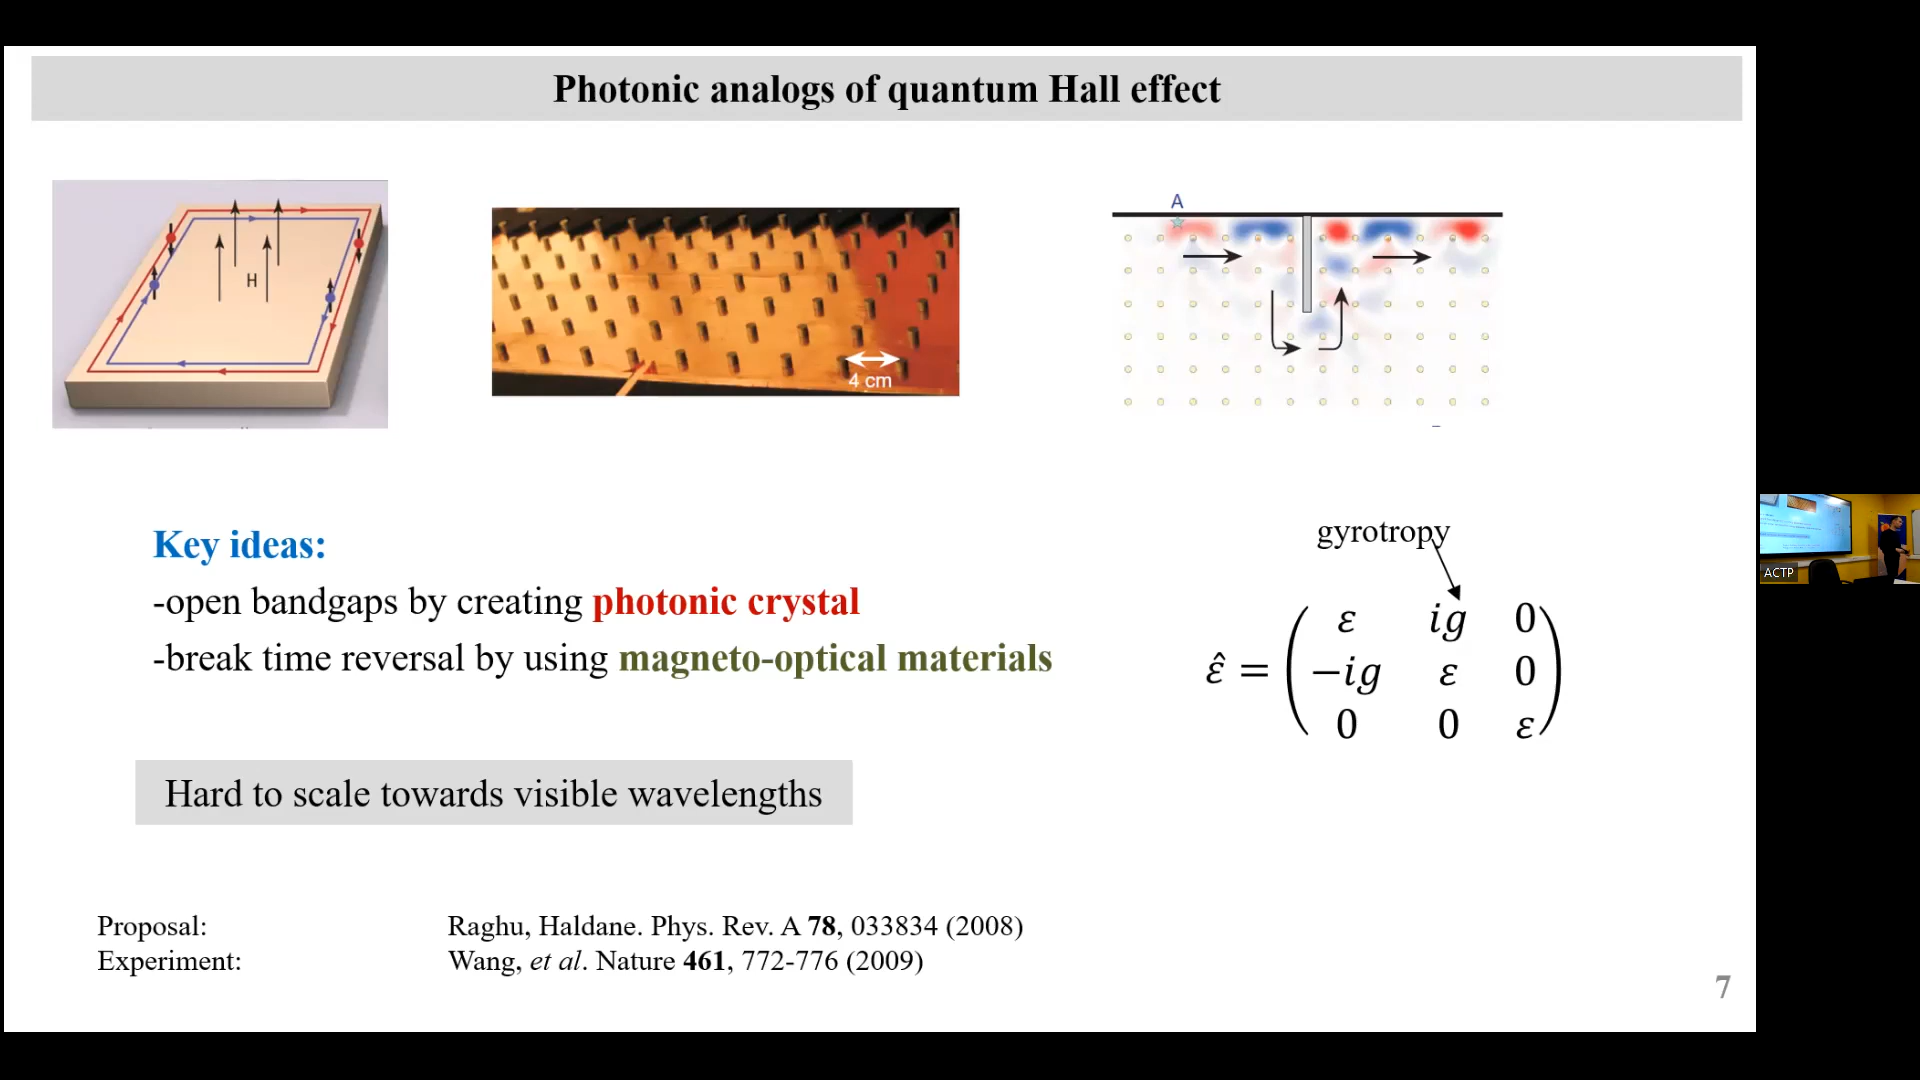 Photonic analogs of quantum Hall effect
H
4 cm
A
Key ideas:
-open bandgaps by creating photonic crystal
-break time reversal by using magneto-optical materials
gyrotropy
ε̂ = ( ε ig 0
−ig ε 0
0 0 ε )
Hard to scale towards visible wavelengths
Proposal: Raghu, Haldane. Phys. Rev. A 78, 033834 (2008)
Experiment: Wang, et al. Nature 461, 772-776 (2009)
7
ACTP